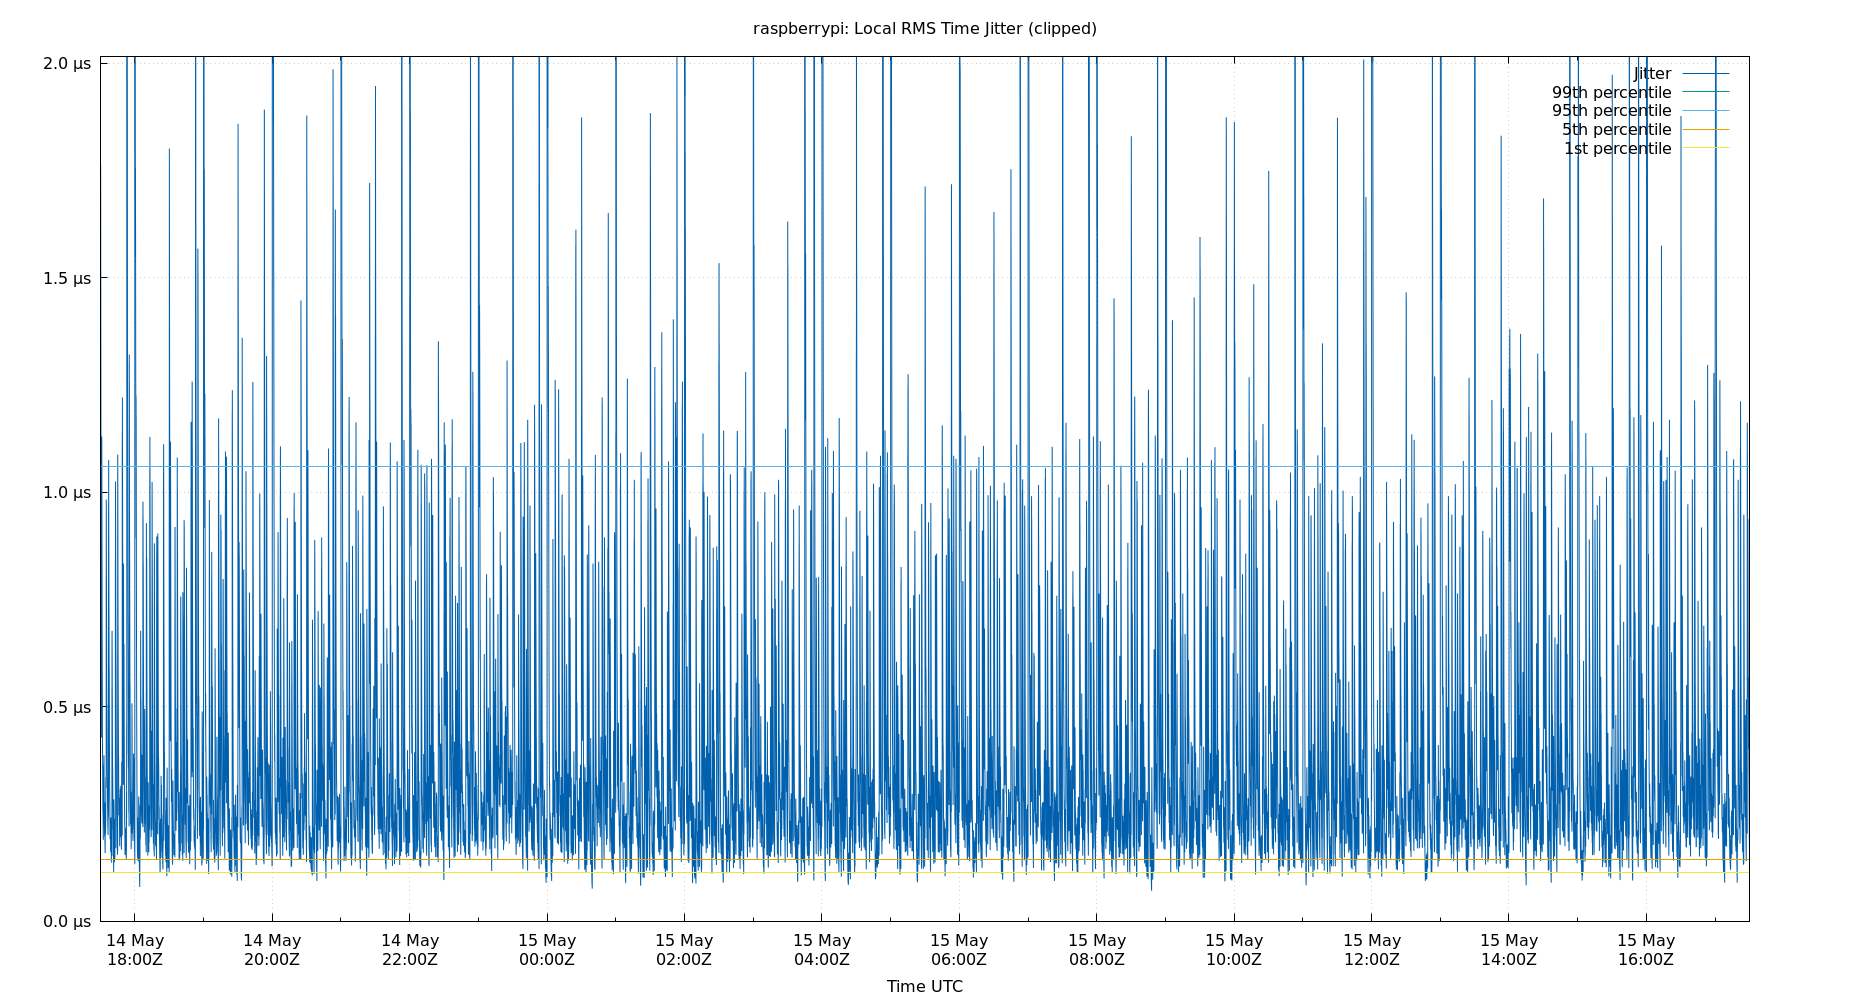 raspberrypi: Local RMS Time Jitter (clipped)
2.0 µs
1.5 µs
1.0 µs
0.5 µs
0.0 µs
Jitter
99th percentile
95th percentile
5th percentile
1st percentile
14 May 14 May 14 May 15 May 15 May 15 May 15 May 15 May 15 May 15 May 15 May 15 May
18:00Z 20:00Z 22:00Z 00:00Z 02:00Z 04:00Z 06:00Z 08:00Z 10:00Z 12:00Z 14:00Z 16:00Z
Time UTC